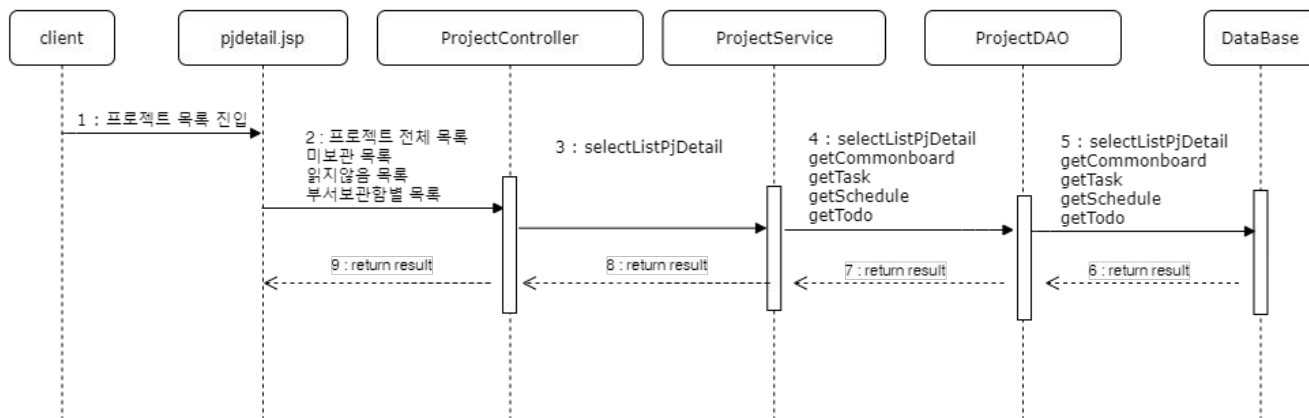 client
pjdetail.jsp
ProjectController
ProjectService
ProjectDAO
DataBase
1 : 프로젝트 목록 진입
2 : 프로젝트 전체 목록
미보관 목록
읽지않음 목록
부서보관함별 목록
3 : selectListPjDetail
4 : selectListPjDetail
getCommonboard
getTask
getSchedule
getTodo
5 : selectListPjDetail
getCommonboard
getTask
getSchedule
getTodo
9 : return result
8 : return result
7 : return result
6 : return result